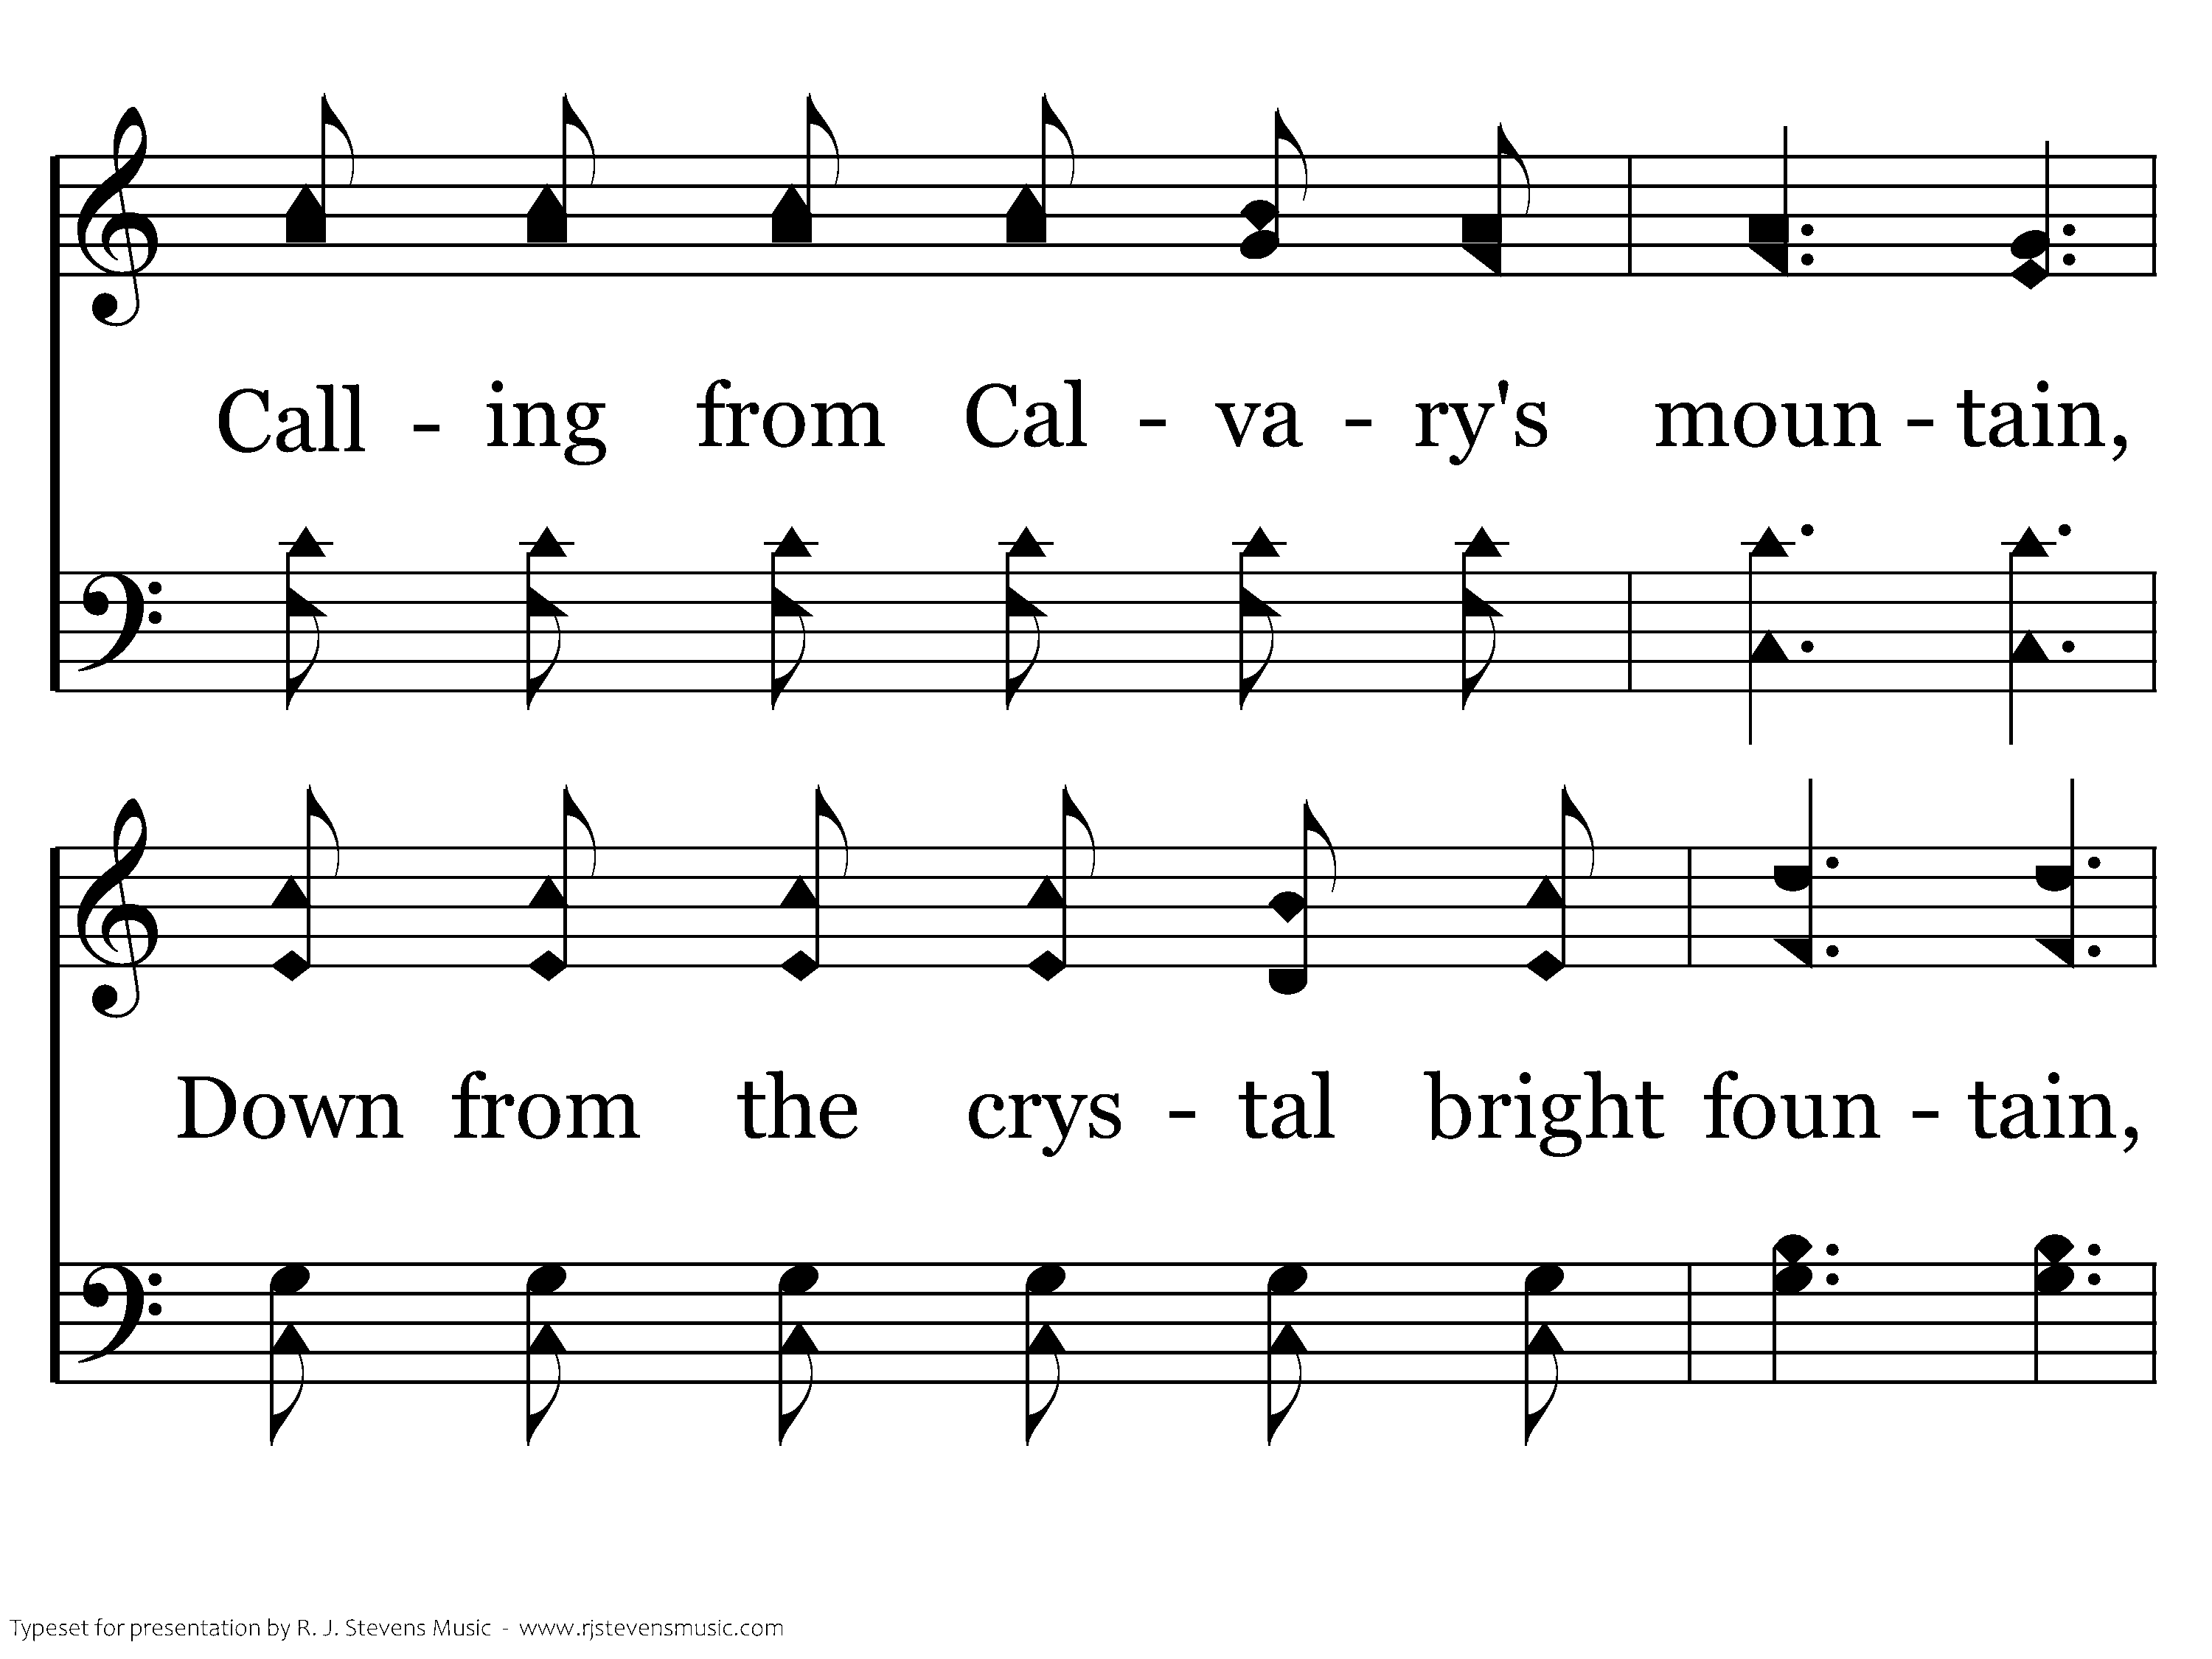 Call - ing from Cal - va - ry's moun - tain,
Down from the crys - tal bright foun - tain,
Typeset for presentation by R. J. Stevens Music - www.rjstevensmusic.com